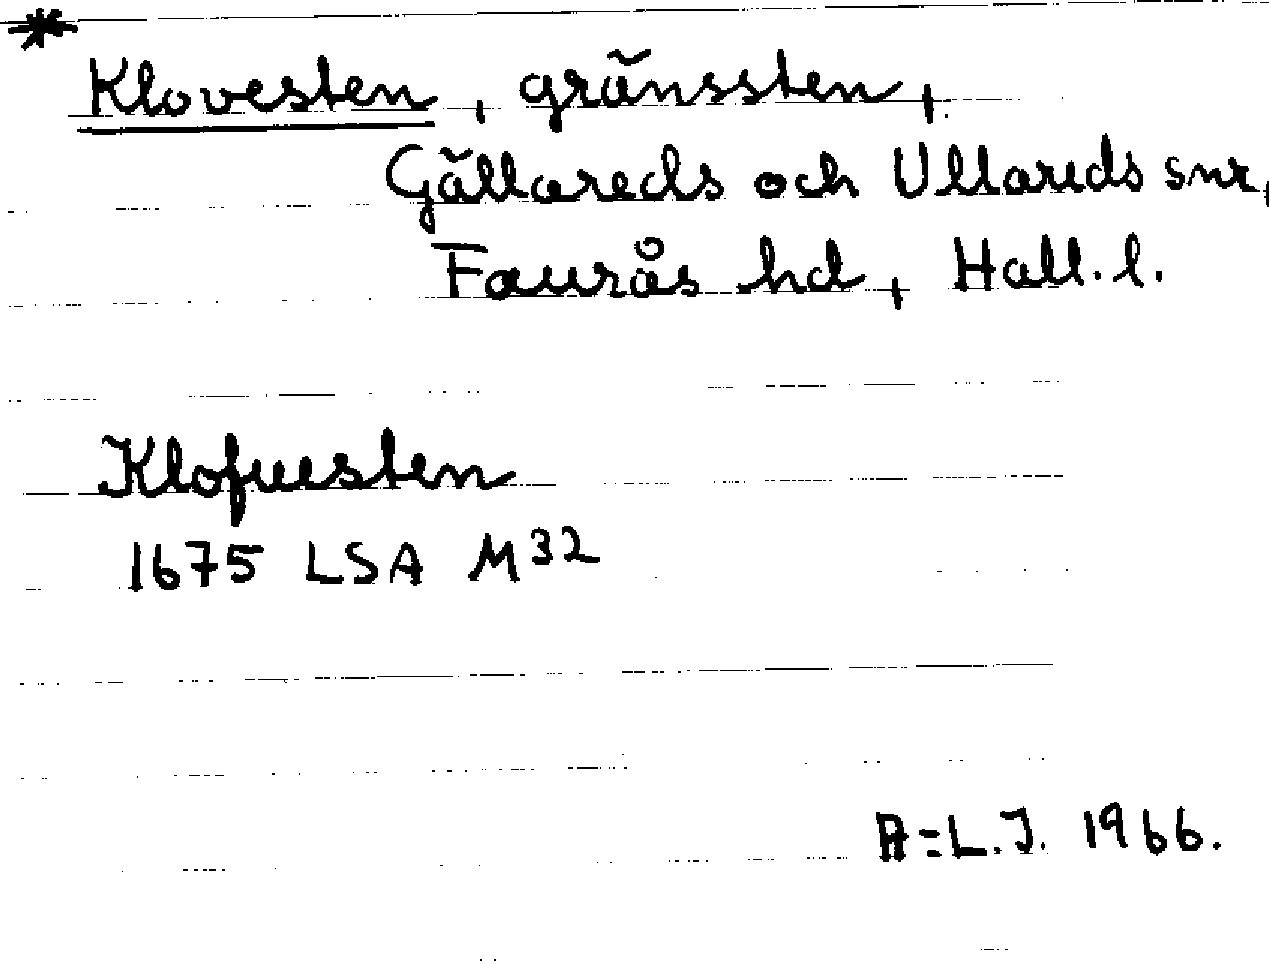 *
Klovesten, gränssten,
Gällareds och Ullareds snr,
Faurås hd, Hall. l.
Klofuesten
1675 LSA M32
A=L.J. 1966.